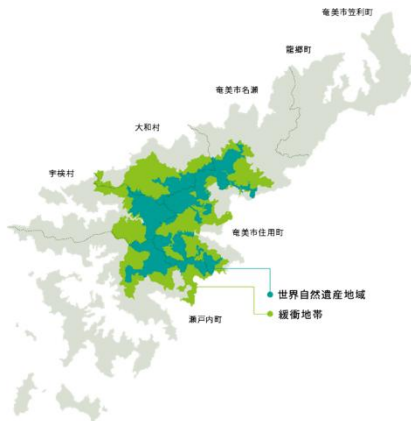 奄美市笠利町
龍郷町
奄美市名瀬
大和村
宇検村
奄美市住用町
世界自然遺産地域
緩衝地帯
瀬戸内町